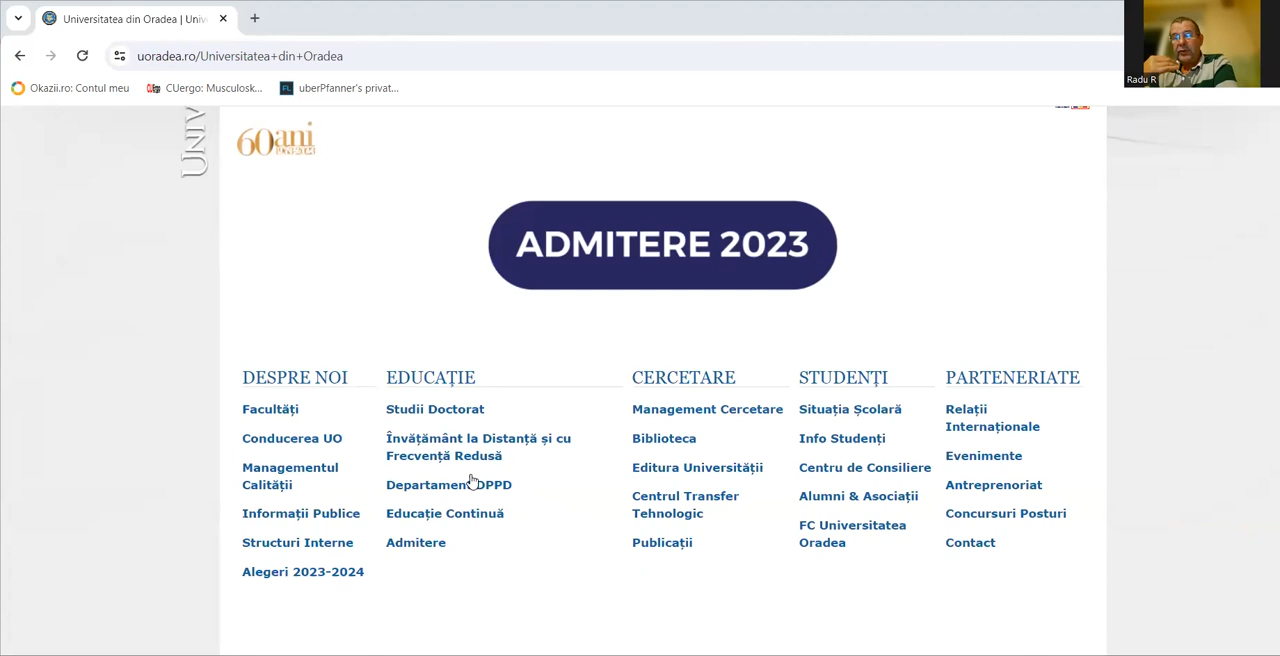 Universitatea din Oradea | Univ
uoradea.ro/Universitatea+din+Oradea
Okazii.ro: Contul meu
CUergo: Musculosk...
uberPfanner's privat...
Radu R
UNIV
60ani
ADMITERE 2023
DESPRE NOI
Facultăți
Conducerea UO
Managementul
Calității
Informații Publice
Structuri Interne
Alegeri 2023-2024
EDUCAȚIE
Studii Doctorat
Învățământ la Distanță și cu
Frecvență Redusă
Departament DPPD
Educație Continuă
Admitere
CERCETARE
Management Cercetare
Biblioteca
Editura Universității
Centrul Transfer
Tehnologic
Publicații
STUDENȚI
Situația Școlară
Info Studenți
Centru de Consiliere
Alumni & Asociații
FC Universitatea
Oradea
PARTENERIATE
Relații
Internaționale
Evenimente
Antreprenoriat
Concursuri Posturi
Contact